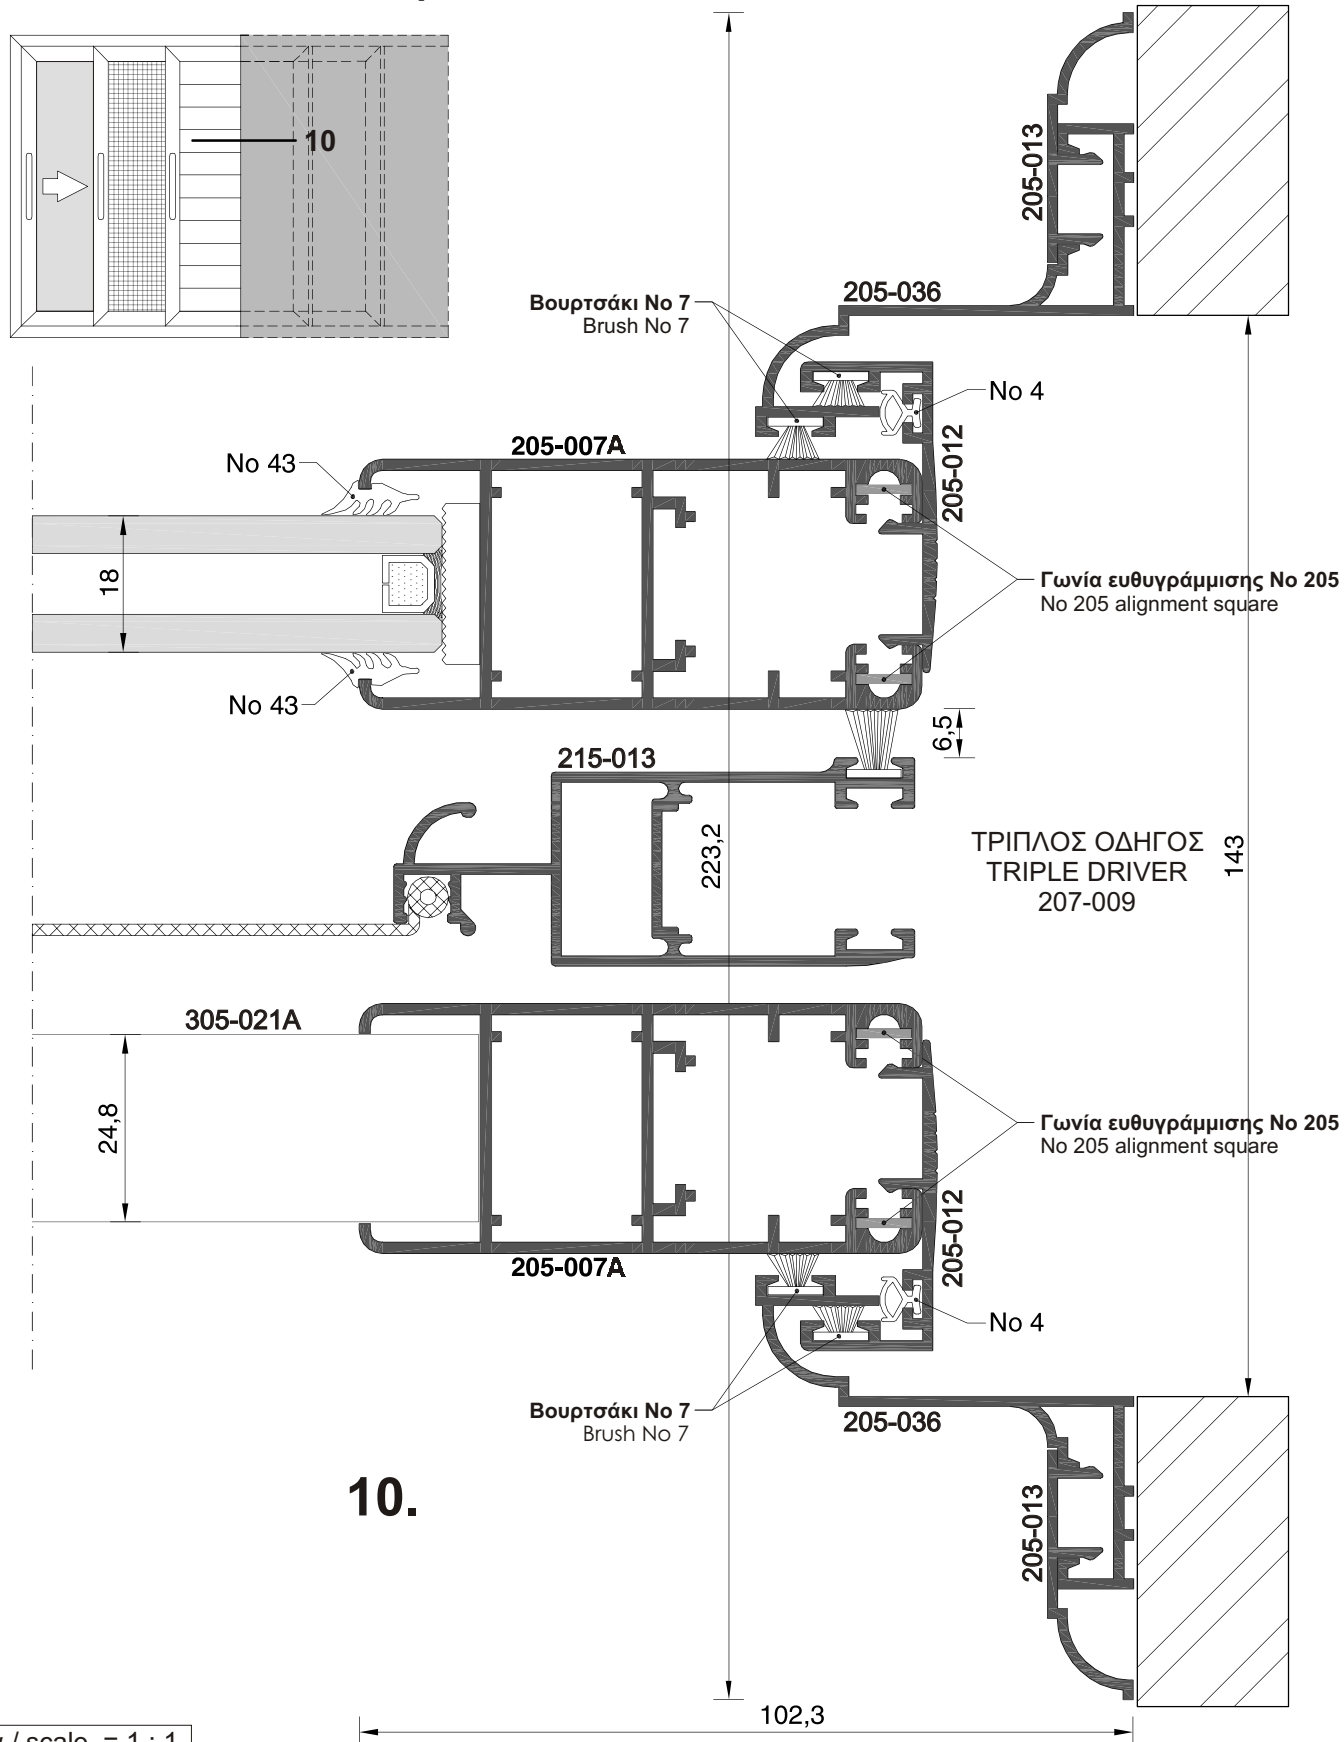 10
205-013
205-036
Βουρτσάκι Νο 7
Brush No 7
No 4
205-007A
205-012
No 43
18
Γωνία ευθυγράμμισης Νο 205
No 205 alignment square
No 43
6,5
215-013
223,2
ΤΡΙΠΛΟΣ ΟΔΗΓΟΣ
TRIPLE DRIVER
207-009
143
305-021A
24,8
Γωνία ευθυγράμμισης Νο 205
No 205 alignment square
205-012
205-007A
No 4
Βουρτσάκι Νο 7
Brush No 7
205-036
10.
205-013
102,3
/ scale = 1 : 1